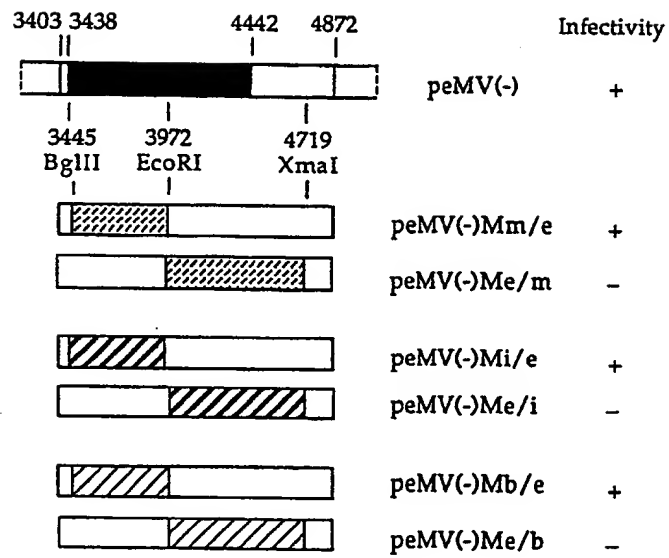 3403 3438 4442 4872 Infectivity
peMV(-) +
3445 3972 4719
BglII EcoRI XmaI
peMV(-)Mm/e +
peMV(-)Me/m –
peMV(-)Mi/e +
peMV(-)Me/i –
peMV(-)Mb/e +
peMV(-)Me/b –